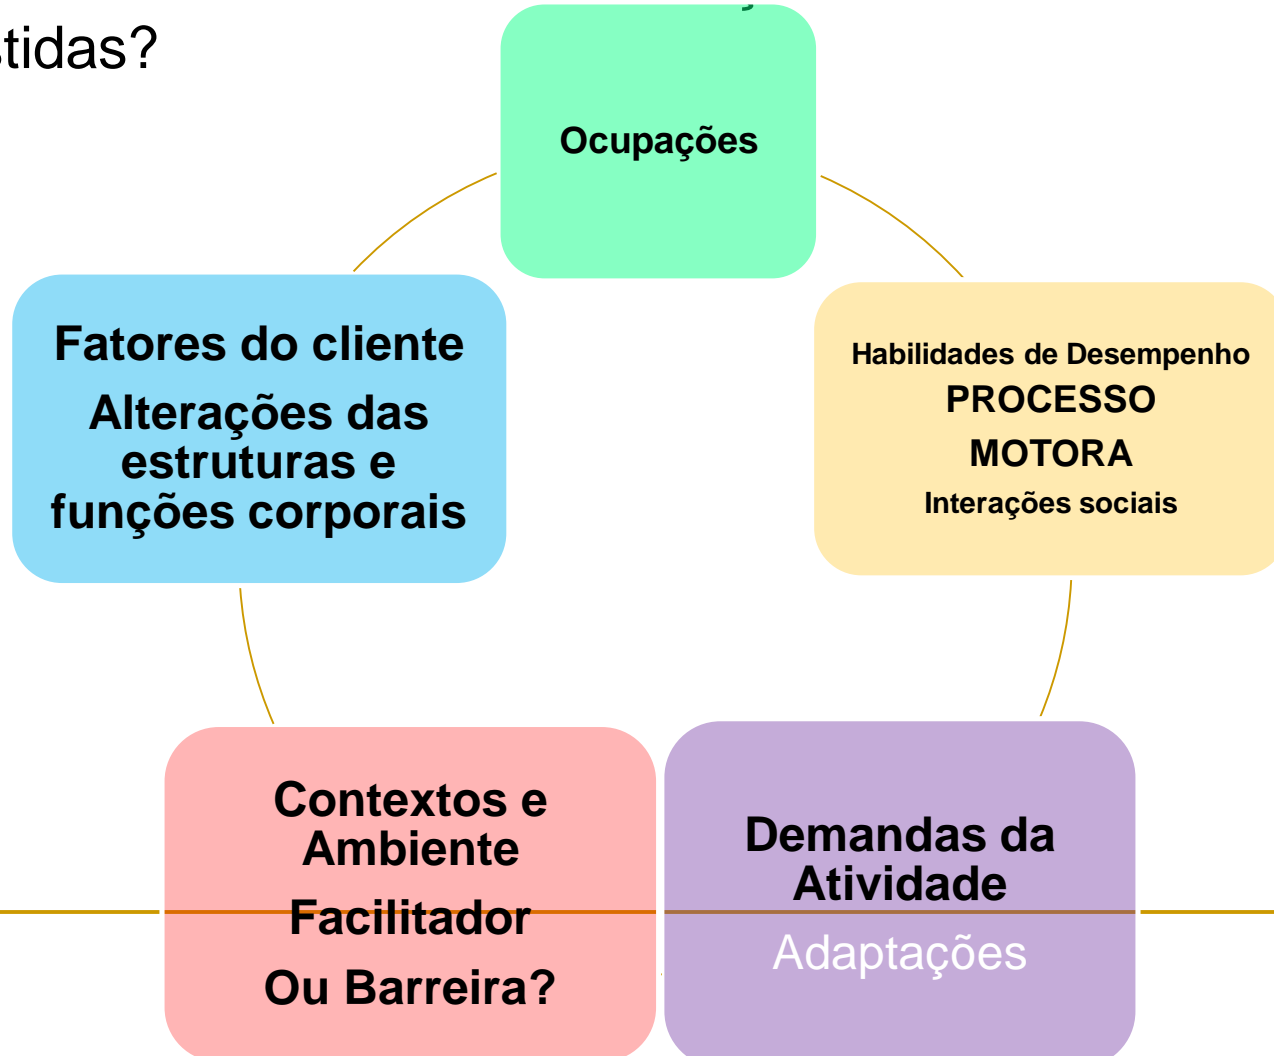 stidas?
Ocupações
Fatores do cliente
Alterações das
estruturas e
funções corporais
Habilidades de Desempenho
PROCESSO
MOTORA
Interações sociais
Contextos e
Ambiente
Facilitador
Ou Barreira?
Demandas da
Atividade
Adaptações